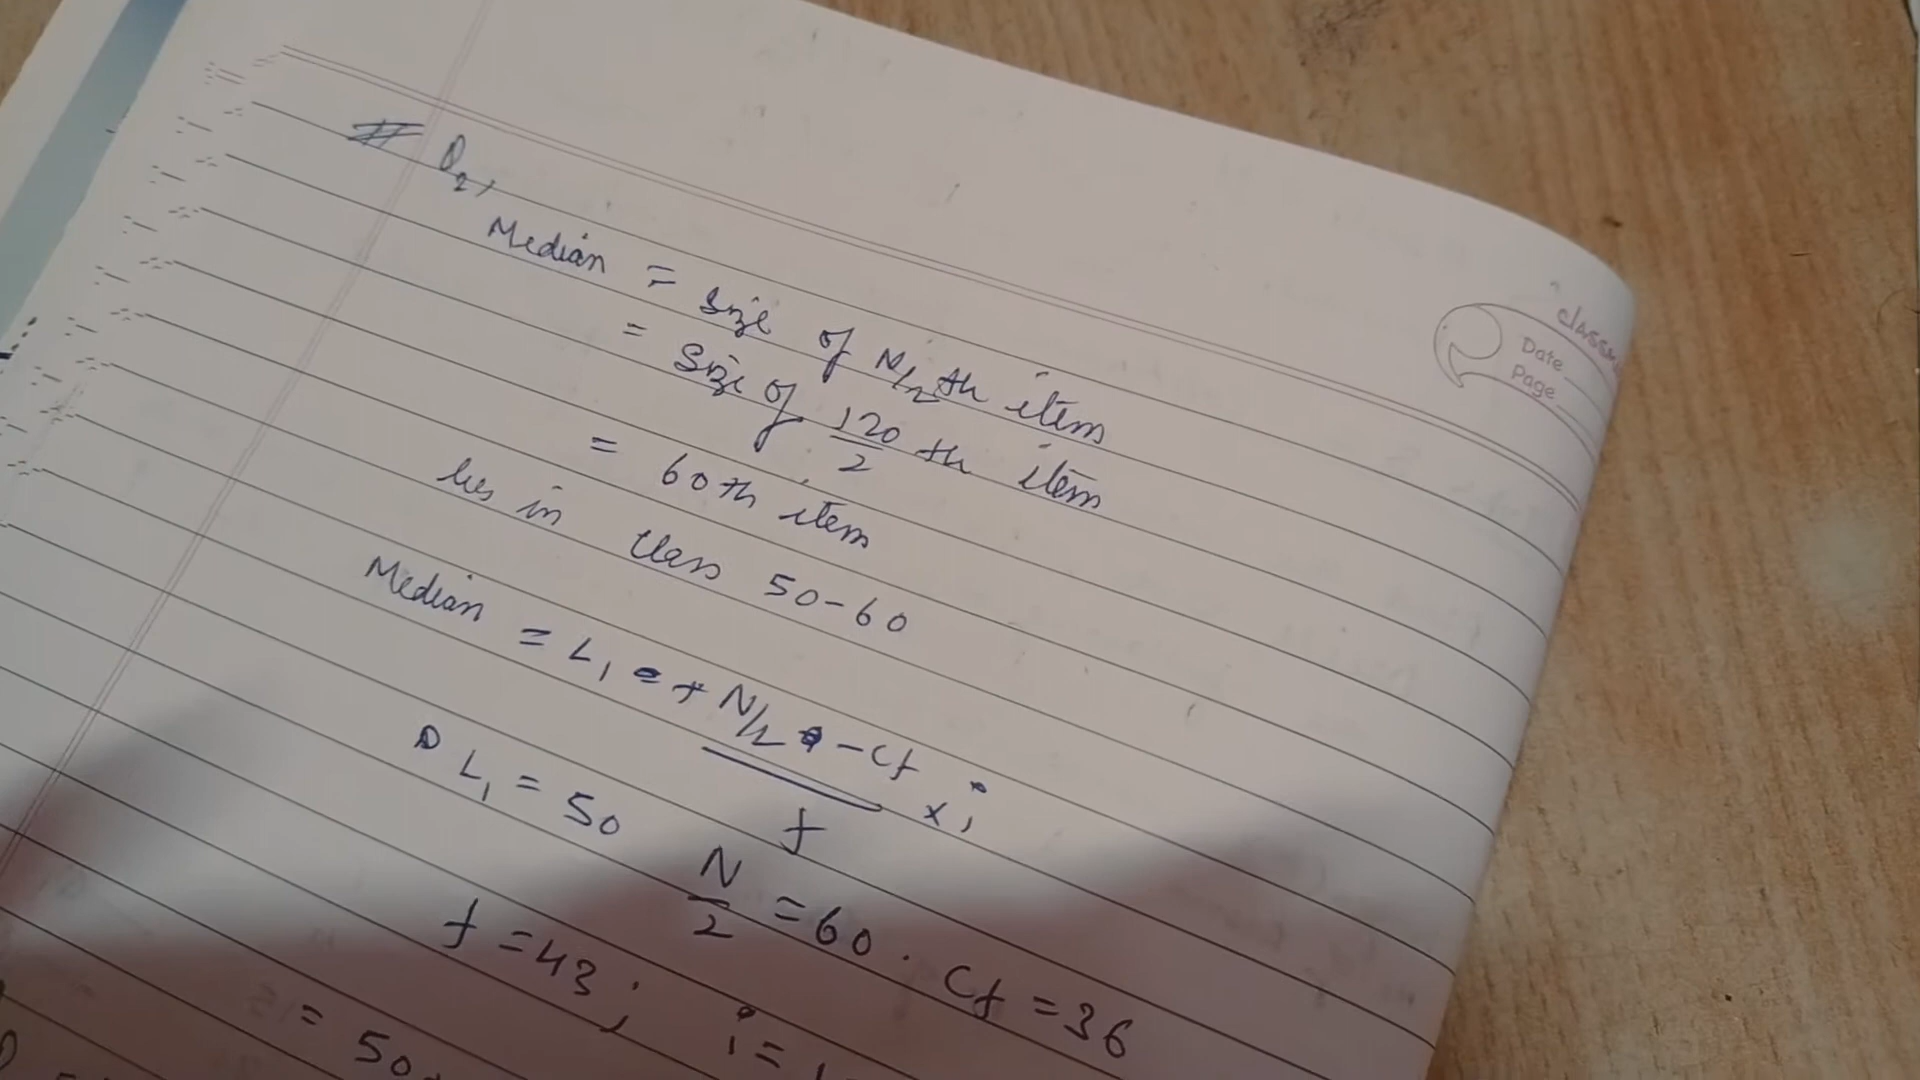 # Q2,
Median = Size of N/2 th item
= Size of 120/2 th item
= 60th item
lies in class 50-60
Median = L1 + N/2 - Cf / f x i
L1 = 50 N/2 = 60. Cf = 36
f = 43; i = 1
= 50+
Date
Page